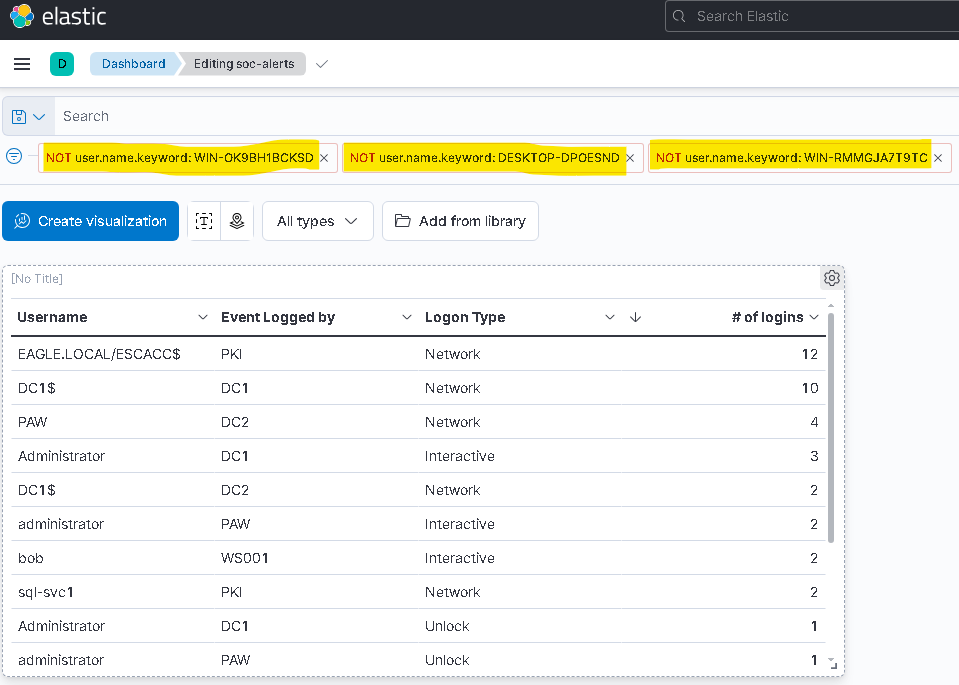 elastic
Search Elastic
D Dashboard Editing soc-alerts
Search
NOT user.name.keyword: WIN-OK9BH1BCKSD NOT user.name.keyword: DESKTOP-DPOESND NOT user.name.keyword: WIN-RMMGJA7T9TC
Create visualization All types Add from library
[No Title]
Username Event Logged by Logon Type # of logins
EAGLE.LOCAL/ESCACC$ PKI Network 12
DC1$ DC1 Network 10
PAW DC2 Network 4
Administrator DC1 Interactive 3
DC1$ DC2 Network 2
administrator PAW Interactive 2
bob WS001 Interactive 2
sql-svc1 PKI Network 2
Administrator DC1 Unlock 1
administrator PAW Unlock 1